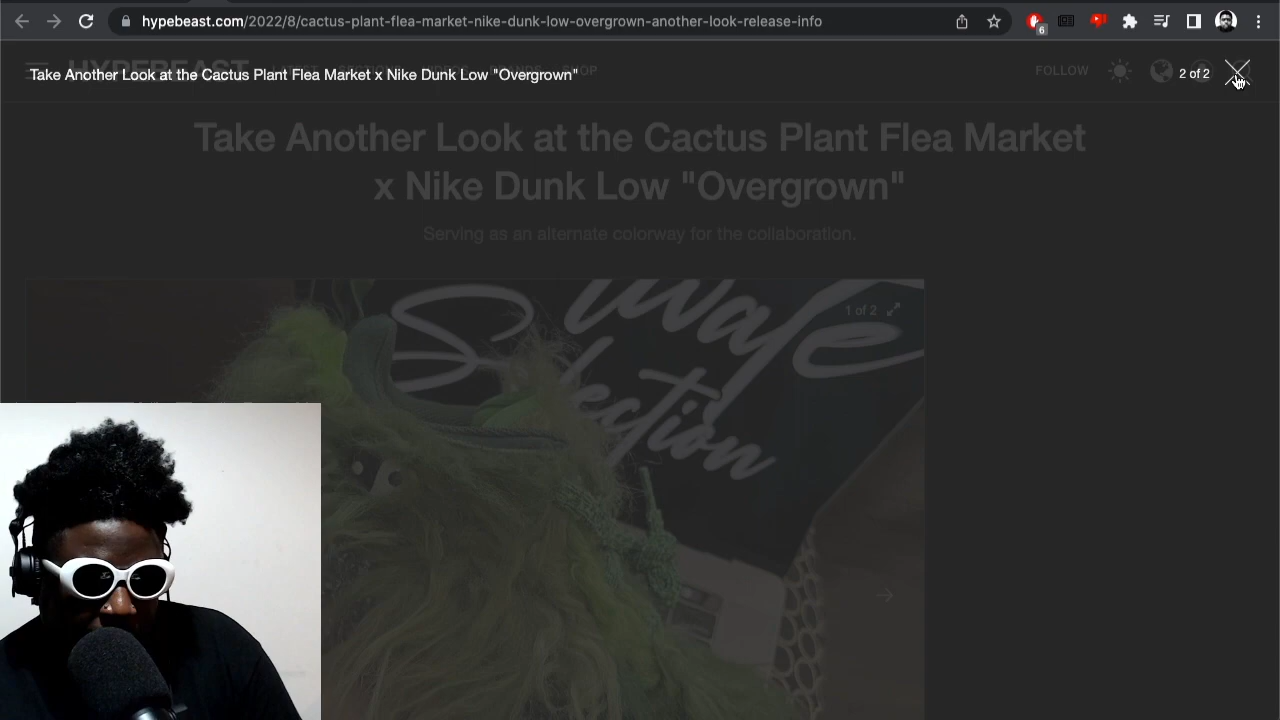 hypebeast.com/2022/8/cactus-plant-flea-market-nike-dunk-low-overgrown-another-look-release-info
6
HYPEBEAST
Take Another Look at the Cactus Plant Flea Market x Nike Dunk Low "Overgrown"
FOLLOW
2 of 2
Take Another Look at the Cactus Plant Flea Market
x Nike Dunk Low "Overgrown"
Serving as an alternate colorway for the collaboration.
1 of 2
Selection